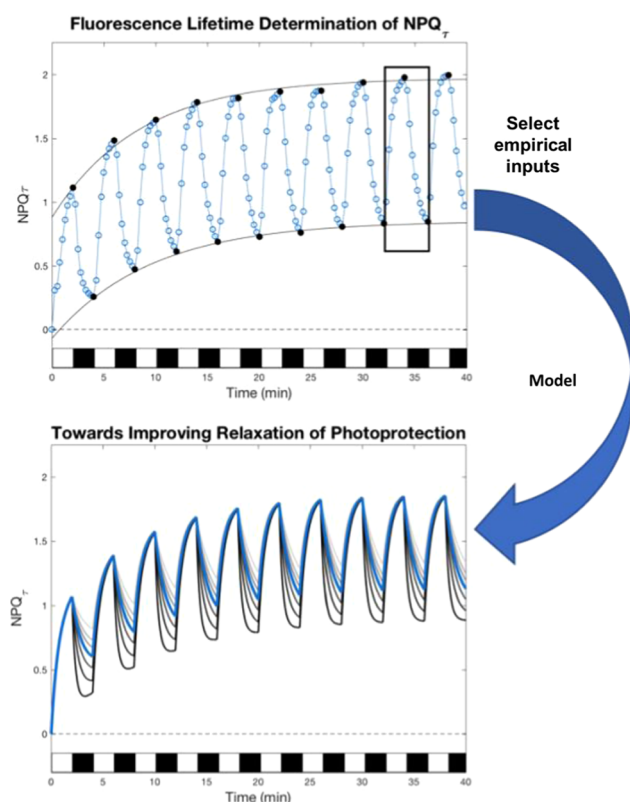 Fluorescence Lifetime Determination of NPQτ
2
1.5
1
0.5
0
NPQτ
0 5 10 15 20 25 30 35 40
Time (min)
Select
empirical
inputs
Model
Towards Improving Relaxation of Photoprotection
2
1.5
1
0.5
0
NPQτ
0 5 10 15 20 25 30 35 40
Time (min)